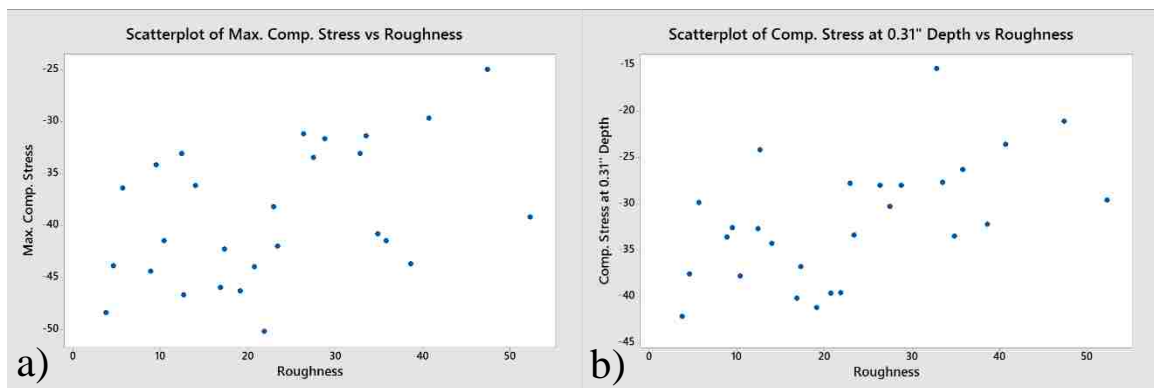 Scatterplot of Max. Comp. Stress vs Roughness
Max. Comp. Stress
-25
-30
-35
-40
-45
-50
0 10 20 30 40 50
Roughness
a)
Scatterplot of Comp. Stress at 0.31" Depth vs Roughness
Comp. Stress at 0.31" Depth
-15
-20
-25
-30
-35
-40
-45
0 10 20 30 40 50
Roughness
b)